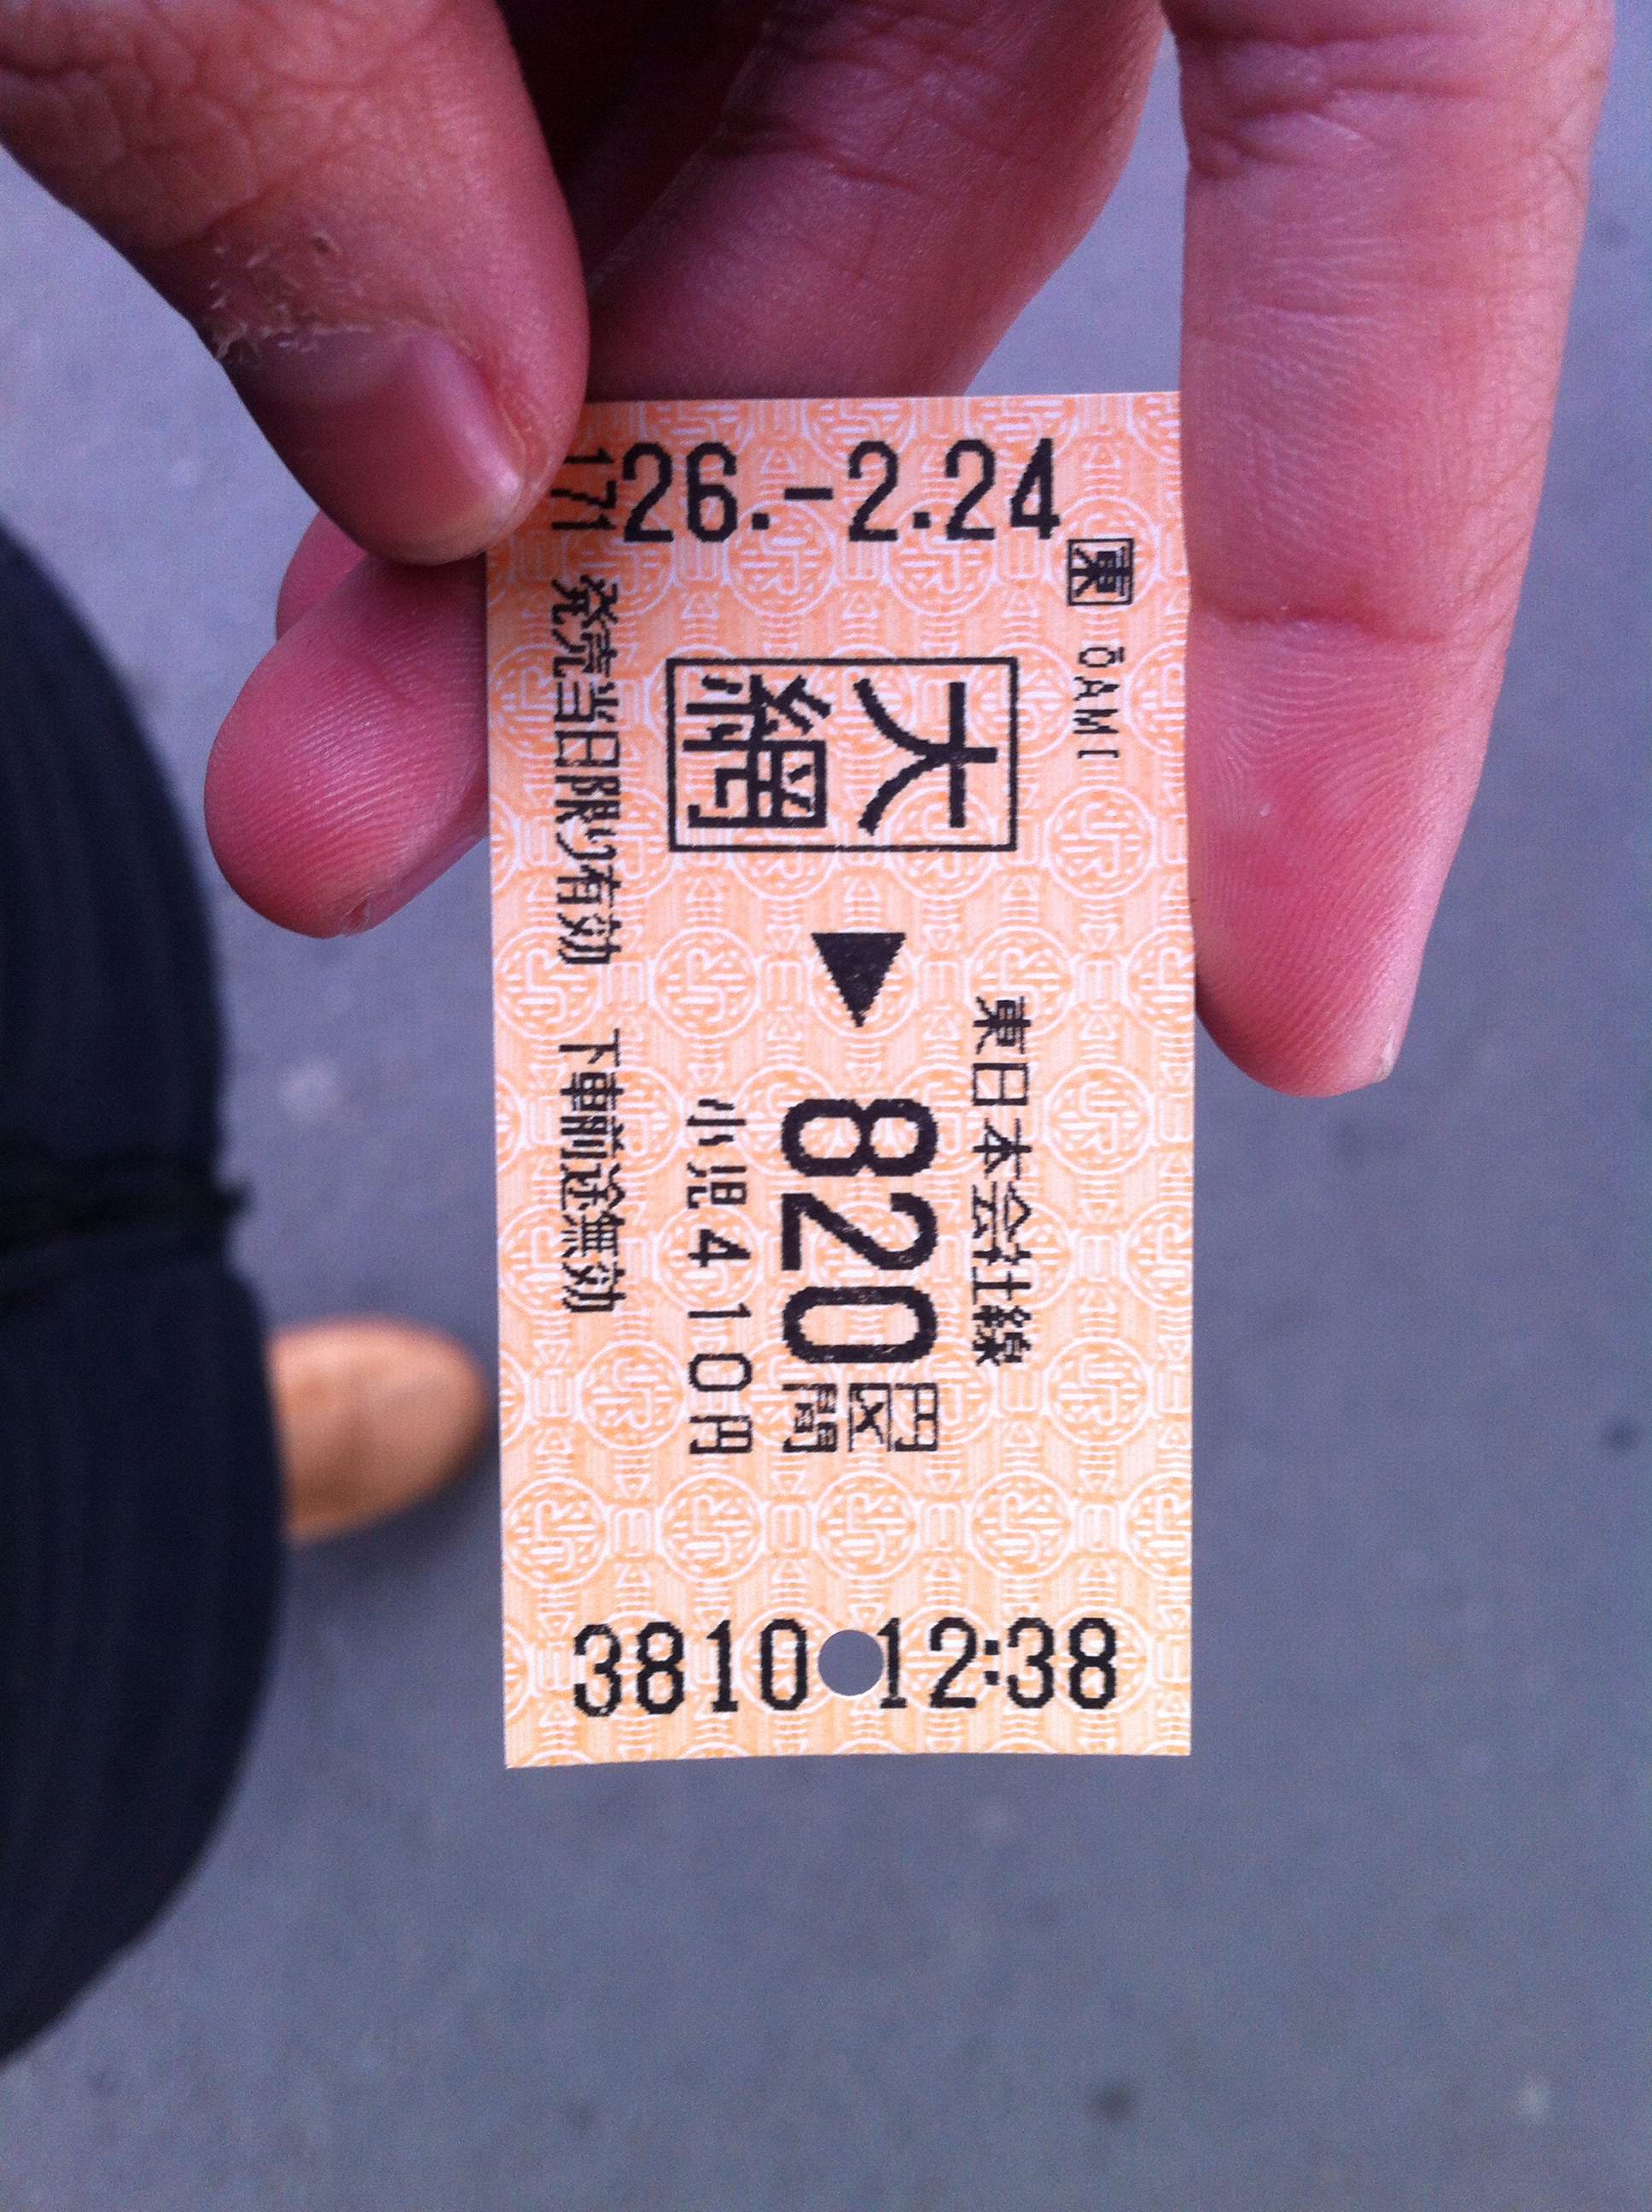 26.-2.24
171
東 ŌAMI
大網
▶
東日本会社線
820円区間
小児410円
発売当日限り有効 下車前途無効
3810 12:38